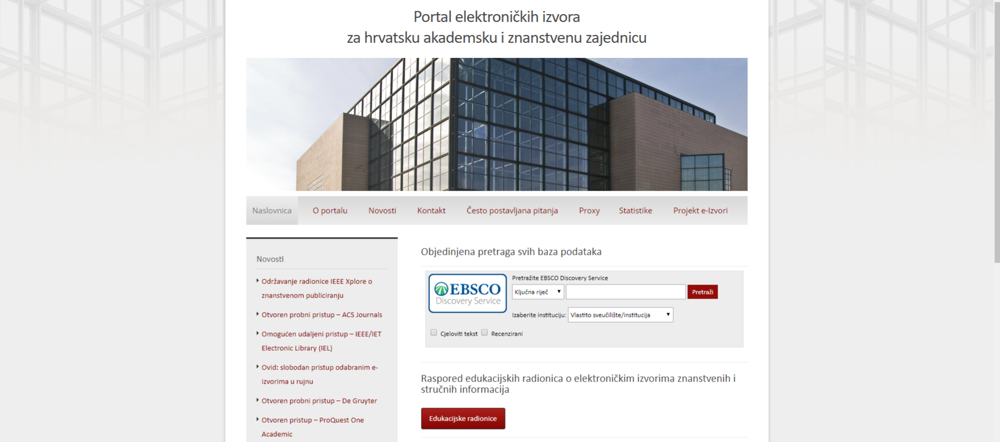 Portal elektroničkih izvora
za hrvatsku akademsku i znanstvenu zajednicu
Naslovnica
O portalu
Novosti
Kontakt
Često postavljana pitanja
Proxy
Statistike
Projekt e-Izvori
Novosti
Održavanje radionice IEEE Xplore o
znanstvenom publiciranju
Otvoren probni pristup – ACS Journals
Omogućen udaljeni pristup – IEEE/IET
Electronic Library (IEL)
Ovid: slobodan pristup odabranim e-
izvorima u rujnu
Otvoren probni pristup – De Gruyter
Otvoren pristup – ProQuest One
Academic
Objedinjena pretraga svih baza podataka
EBSCO
Discovery Service
Pretražite EBSCO Discovery Service
Ključna riječ
Pretraži
Izaberite instituciju:
Vlastito sveučilište/institucija
Cjeloviti tekst
Recenzirani
Raspored edukacijskih radionica o elektroničkim izvorima znanstvenih i
stručnih informacija
Edukacijske radionice